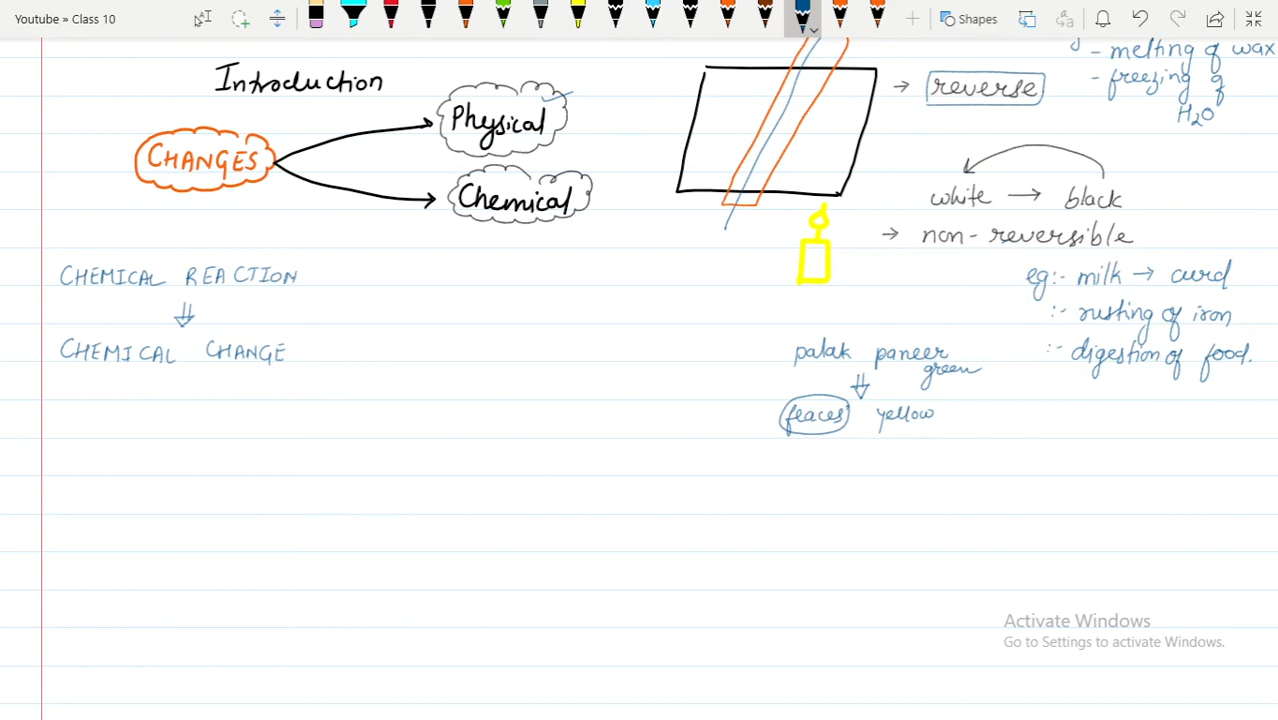 Youtube » Class 10
Shapes
Introduction
CHANGES
Physical
Chemical
→ reverse
- melting of wax
- freezing of
H2O
white → black
→ non-reversible
eg:- milk → curd
:- rusting of iron
:- digestion of food.
CHEMICAL REACTION
⇓
CHEMICAL CHANGE
palak paneer
green
⇓
feaces yellow
Activate Windows
Go to Settings to activate Windows.